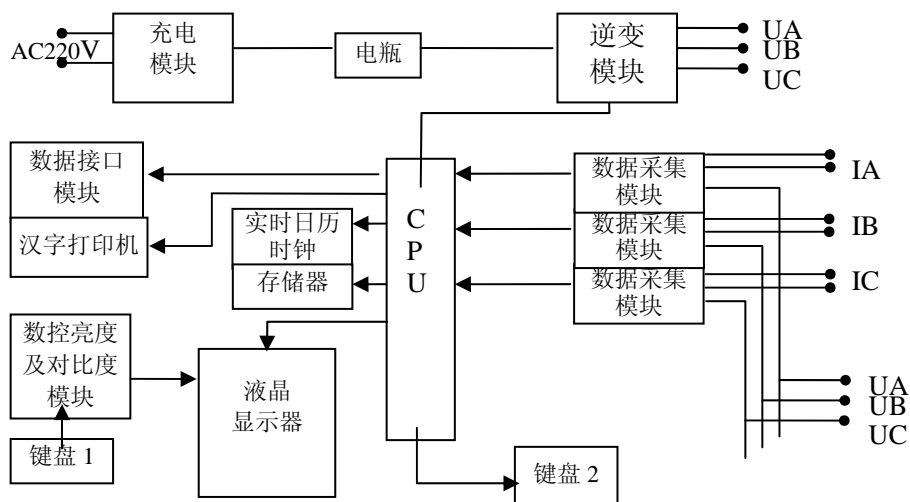 AC220V
充电
模块
电瓶
逆变
模块
UA
UB
UC
数据接口
模块
汉字打印机
实时日历
时钟
存储器
C
P
U
数据采集
模块
数据采集
模块
数据采集
模块
IA
IB
IC
数控亮度
及对比度
模块
液晶
显示器
UA
UB
UC
键盘 1
键盘 2